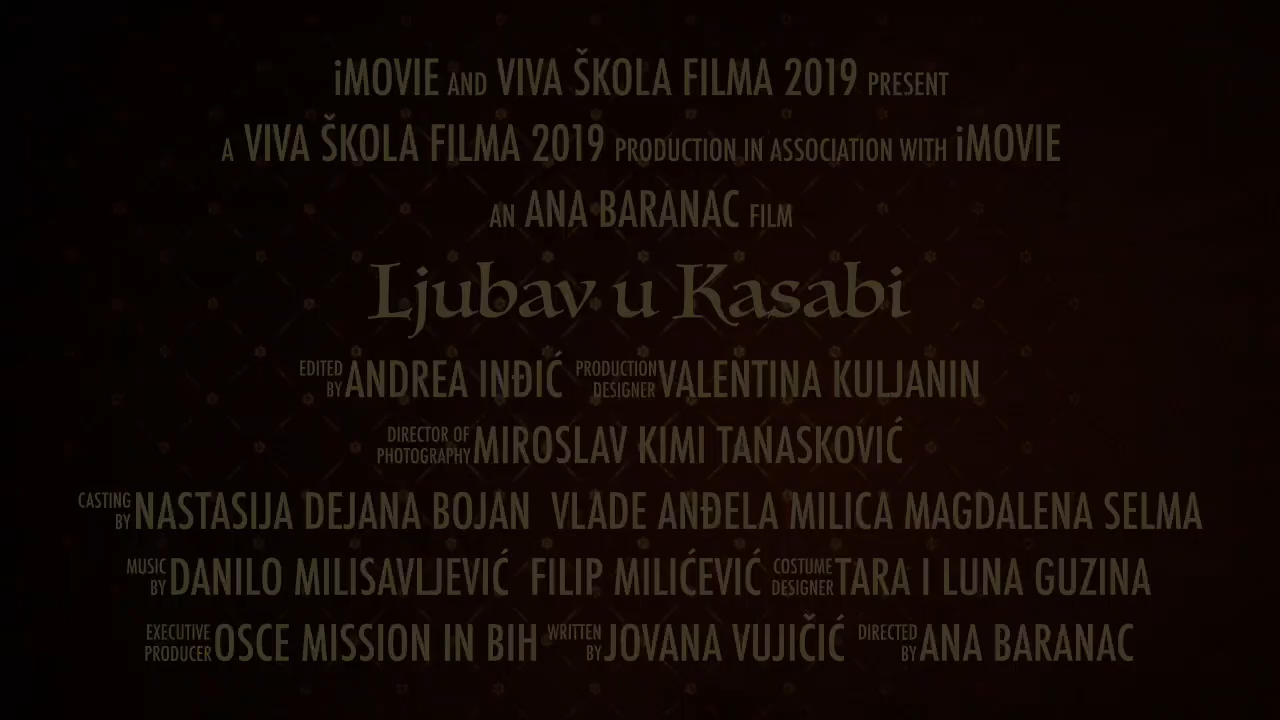 iMOVIE AND VIVA ŠKOLA FILMA 2019 PRESENT
A VIVA ŠKOLA FILMA 2019 PRODUCTION IN ASSOCIATION WITH iMOVIE
AN ANA BARANAC FILM
Ljubav u Kasabi
EDITED BY ANDREA INĐIĆ PRODUCTION DESIGNER VALENTINA KULJANIN
DIRECTOR OF PHOTOGRAPHY MIROSLAV KIMI TANASKOVIĆ
CASTING BY NASTASIJA DEJANA BOJAN VLADE ANĐELA MILICA MAGDALENA SELMA
MUSIC BY DANILO MILISAVLJEVIĆ FILIP MILIĆEVIĆ COSTUME DESIGNER TARA I LUNA GUZINA
EXECUTIVE PRODUCER OSCE MISSION IN BIH WRITTEN BY JOVANA VUJIČIĆ DIRECTED BY ANA BARANAC